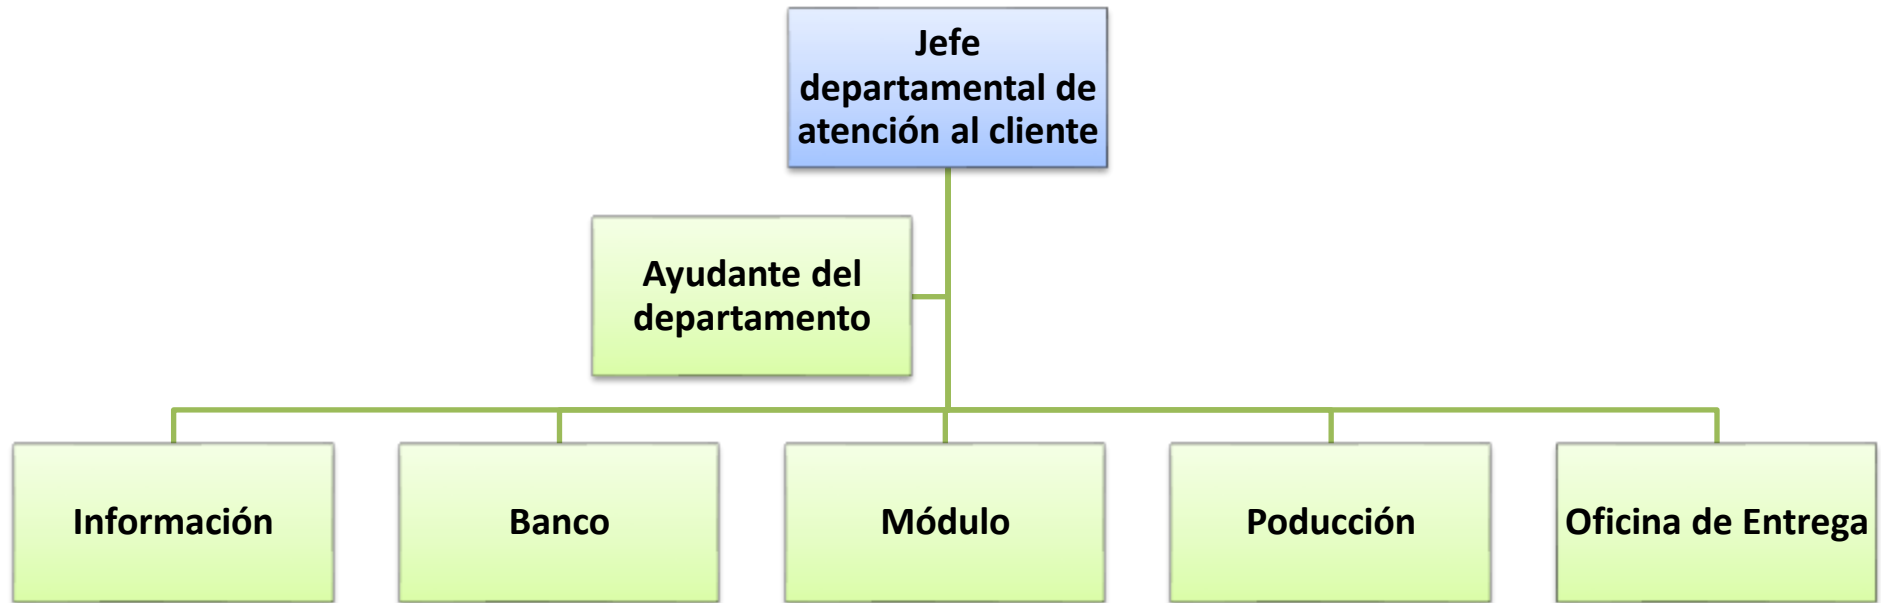 Jefe
departamental de
atención al cliente
Ayudante del
departamento
Información
Banco
Módulo
Poducción
Oficina de Entrega